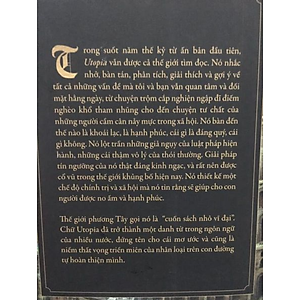 Trong suốt năm thế kỷ từ ấn bản đầu tiên,
Utopia vẫn được cả thế giới tìm đọc. Nó nhắc
nhở, bàn tán, phân tích, giải thích và gợi ý về
tất cả những vấn đề mà tôi và bạn vẫn quan tâm và đối
mặt hằng ngày, từ chuyện trộm cắp nghiện ngập đĩ điếm
nghèo khổ tham nhũng cho đến chuyện cư xử của
những người cầm cân nảy mực trong xã hội. Nó bàn đến
thế nào là khoái lạc, là hạnh phúc, cái gì là đáng quý, cái
gì không. Nó lột trần những giả ngụy của luật pháp hiện
hành, những cái thậm vô lý của thói thường. Giải pháp
tín ngưỡng của nó thật đáng kinh ngạc, và rất nên được
cổ vũ trong thế giới khủng bố hiện nay. Nó thiết kế một
chế độ chính trị và xã hội mà nó tin rằng sẽ giúp cho con
người được no ấm và hạnh phúc.
Thế giới phương Tây gọi nó là "cuốn sách nhỏ vĩ đại".
Chữ Utopia đã trở thành một danh từ trong ngôn ngữ
của nhiều nước, đứng tên cho cái mơ ước và cũng là
niềm thất vọng triền miên của nhân loại trên con đường
tự hoàn thiện mình.